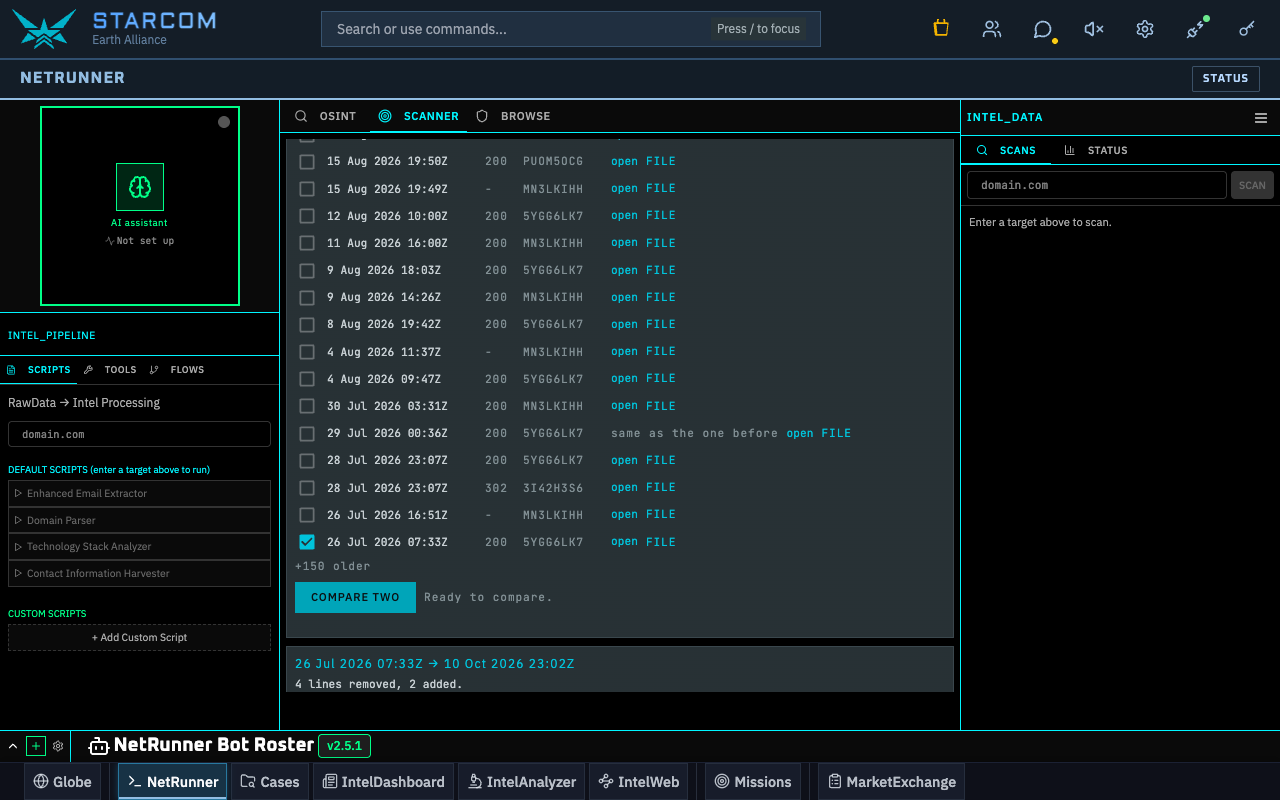 STARCOM
Earth Alliance
Search or use commands...
Press / to focus
NETRUNNER
STATUS
AI assistant
Not set up
INTEL_PIPELINE
SCRIPTS
TOOLS
FLOWS
RawData → Intel Processing
domain.com
DEFAULT SCRIPTS (enter a target above to run)
Enhanced Email Extractor
Domain Parser
Technology Stack Analyzer
Contact Information Harvester
CUSTOM SCRIPTS
+ Add Custom Script
OSINT
SCANNER
BROWSE
15 Aug 2026 19:50Z 200 PUOM5OCG open FILE
15 Aug 2026 19:49Z - MN3LKIHH open FILE
12 Aug 2026 10:00Z 200 5YGG6LK7 open FILE
11 Aug 2026 16:00Z 200 MN3LKIHH open FILE
9 Aug 2026 18:03Z 200 5YGG6LK7 open FILE
9 Aug 2026 14:26Z 200 MN3LKIHH open FILE
8 Aug 2026 19:42Z 200 5YGG6LK7 open FILE
4 Aug 2026 11:37Z - MN3LKIHH open FILE
4 Aug 2026 09:47Z 200 5YGG6LK7 open FILE
30 Jul 2026 03:31Z 200 MN3LKIHH open FILE
29 Jul 2026 00:36Z 200 5YGG6LK7 same as the one before open FILE
28 Jul 2026 23:07Z 200 5YGG6LK7 open FILE
28 Jul 2026 23:07Z 302 3I42H3S6 open FILE
26 Jul 2026 16:51Z - MN3LKIHH open FILE
26 Jul 2026 07:33Z 200 5YGG6LK7 open FILE
+150 older
COMPARE TWO
Ready to compare.
26 Jul 2026 07:33Z → 10 Oct 2026 23:02Z
4 lines removed, 2 added.
INTEL_DATA
SCANS
STATUS
domain.com
SCAN
Enter a target above to scan.
NetRunner Bot Roster
v2.5.1
Globe
NetRunner
Cases
IntelDashboard
IntelAnalyzer
IntelWeb
Missions
MarketExchange